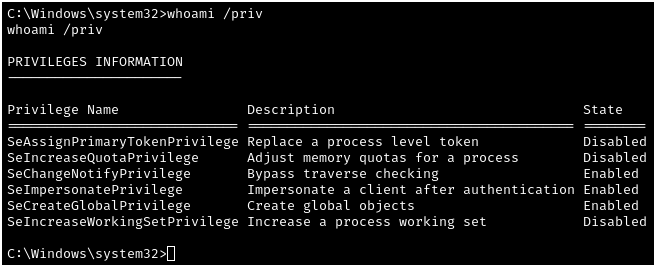 C:\Windows\system32>whoami /priv
whoami /priv
PRIVILEGES INFORMATION
----------------------
Privilege Name                Description                               State
============================= ========================================= ========
SeAssignPrimaryTokenPrivilege Replace a process level token             Disabled
SeIncreaseQuotaPrivilege      Adjust memory quotas for a process        Disabled
SeChangeNotifyPrivilege       Bypass traverse checking                  Enabled
SeImpersonatePrivilege        Impersonate a client after authentication Enabled
SeCreateGlobalPrivilege       Create global objects                     Enabled
SeIncreaseWorkingSetPrivilege Increase a process working set            Disabled
C:\Windows\system32>